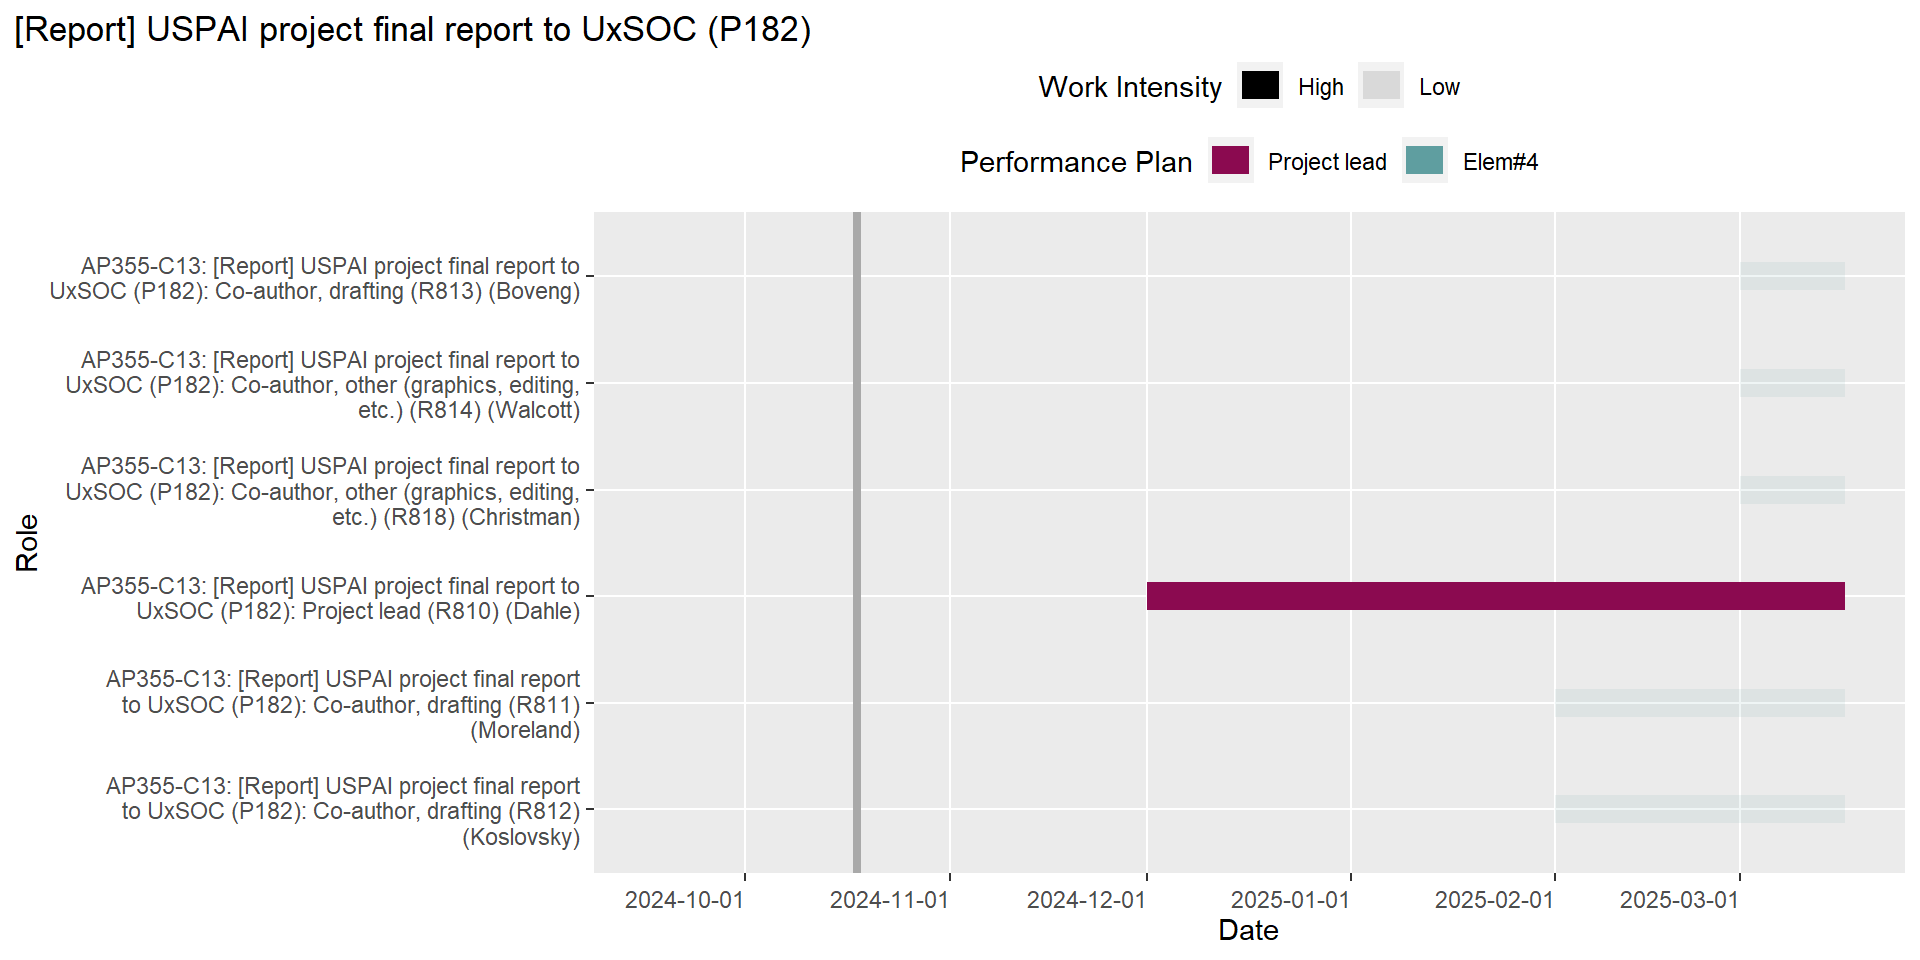 [Report] USPAI project final report to UxSOC (P182)
Work Intensity High Low
Performance Plan Project lead Elem#4
AP355-C13: [Report] USPAI project final report to
UxSOC (P182): Co-author, drafting (R813) (Boveng)
AP355-C13: [Report] USPAI project final report to
UxSOC (P182): Co-author, other (graphics, editing,
etc.) (R814) (Walcott)
AP355-C13: [Report] USPAI project final report to
UxSOC (P182): Co-author, other (graphics, editing,
etc.) (R818) (Christman)
AP355-C13: [Report] USPAI project final report to
UxSOC (P182): Project lead (R810) (Dahle)
AP355-C13: [Report] USPAI project final report
to UxSOC (P182): Co-author, drafting (R811)
(Moreland)
AP355-C13: [Report] USPAI project final report
to UxSOC (P182): Co-author, drafting (R812)
(Koslovsky)
Role
2024-10-01 2024-11-01 2024-12-01 2025-01-01 2025-02-01 2025-03-01
Date